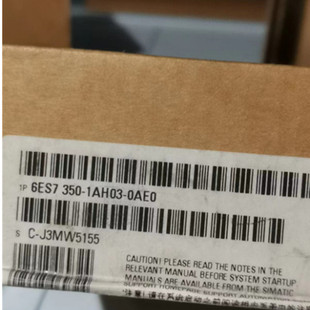 1P 6ES7 350-1AH03-0AE0
S C-J3MW5155
CAUTION! PLEASE READ THE NOTES IN THE
RELEVANT MANUAL BEFORE SYSTEM STARTUP
MANUALS ARE AVAILABLE FROM THE SIMATIC